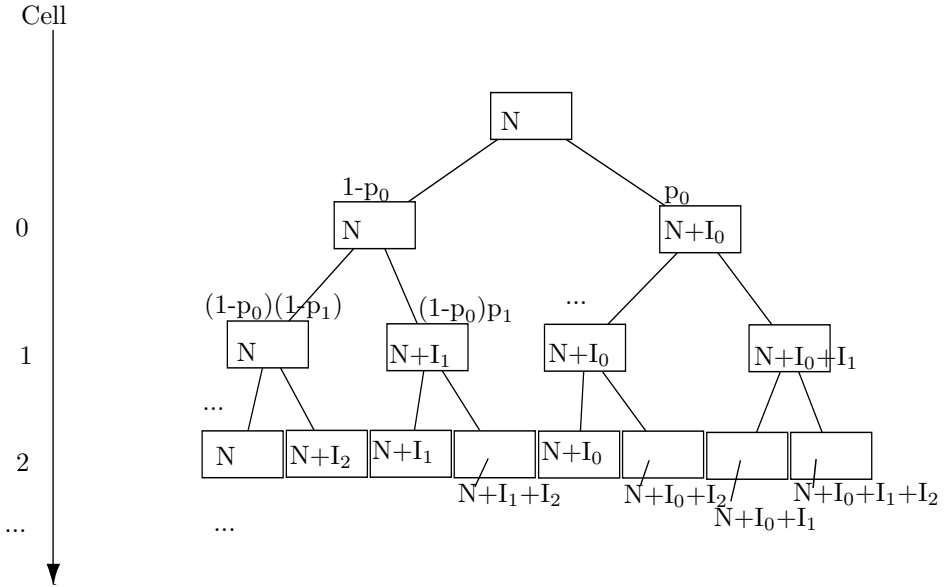 Cell
N
1-p₀
p₀
0
N
N+I₀
(1-p₀)(1-p₁)
(1-p₀)p₁
...
1
N
N+I₁
N+I₀
N+I₀+I₁
...
2
N
N+I₂
N+I₁
N+I₀
N+I₁+I₂
N+I₀+I₂
N+I₀+I₁+I₂
N+I₀+I₁
...
...